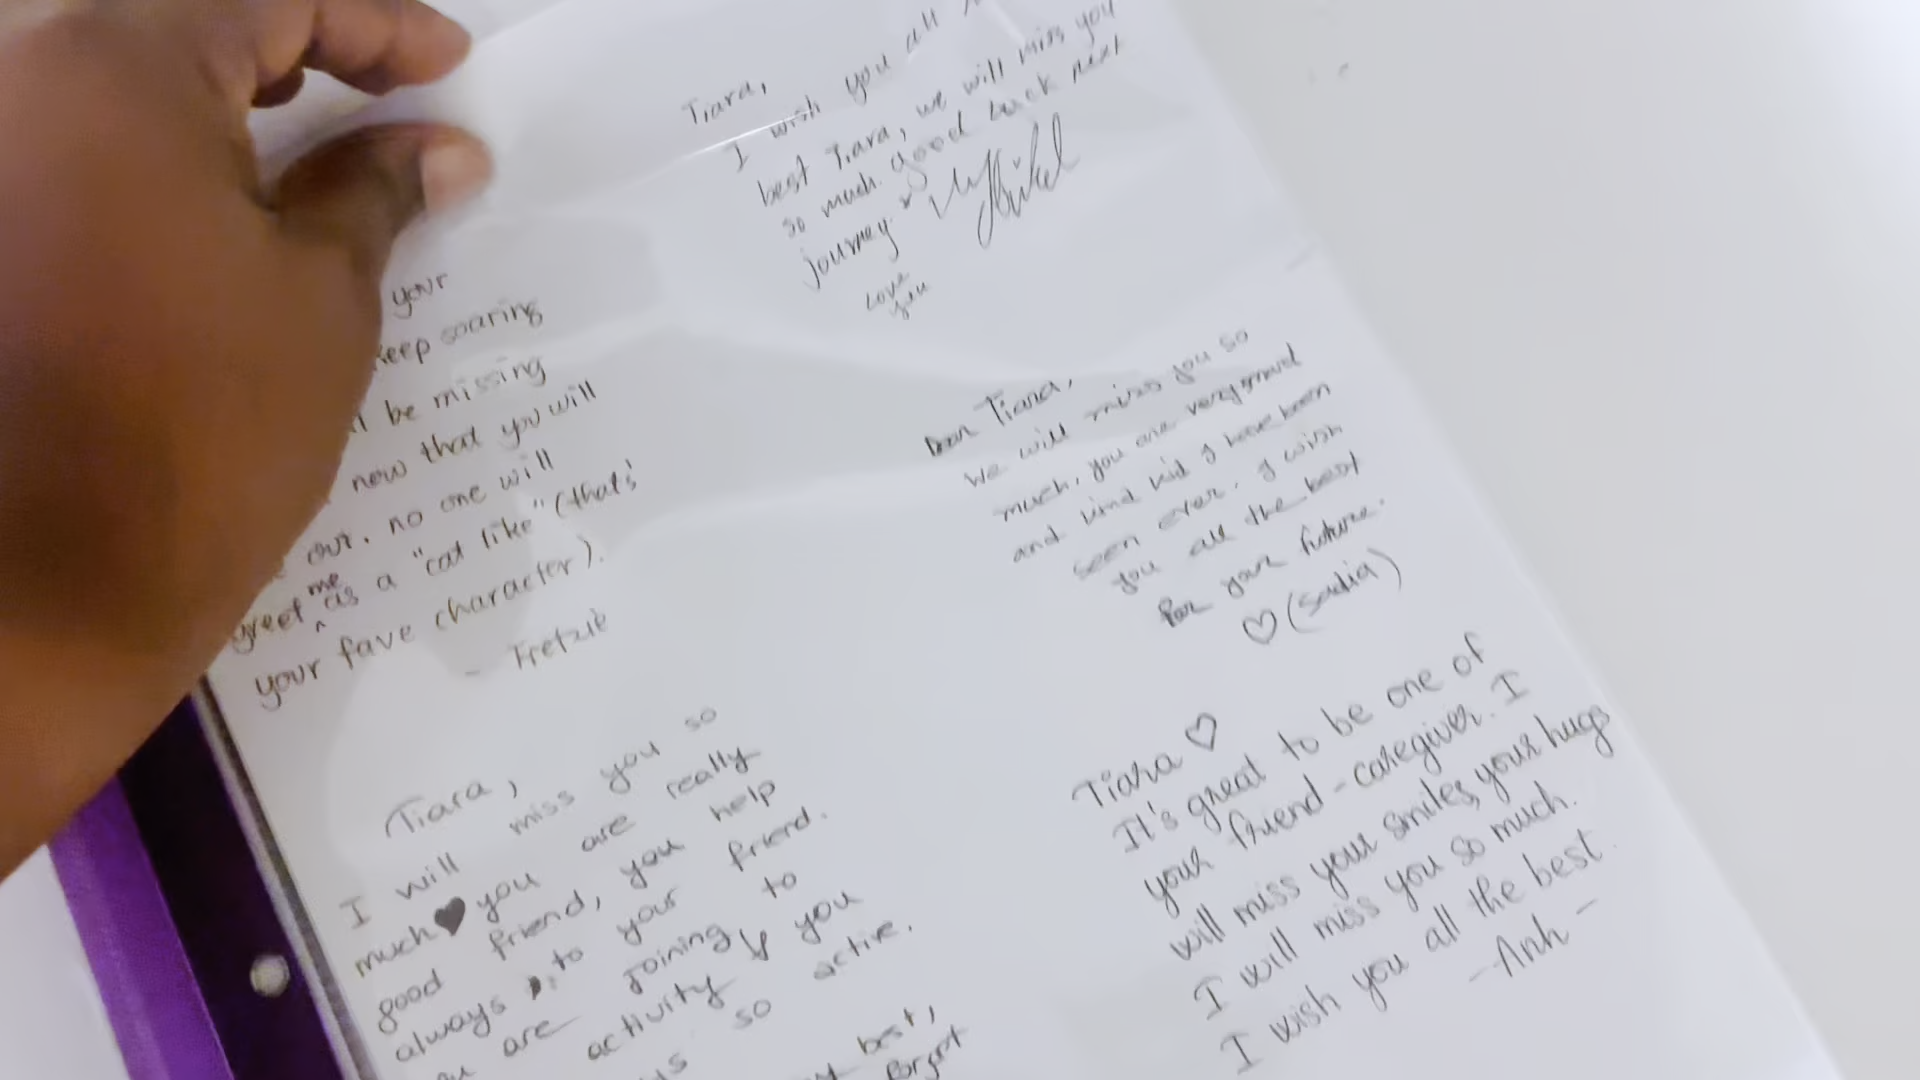 Tiara,
I wish you all
best Tiara, we will miss you
so much. good luck next
journey
Love
you
your
keep soaring
be missing
now that you will
out, no one will
greet me as a "cat like" (that's
your fave character).
- Fretzie
Dear Tiara,
We will miss you so
much, you are very
and kind kid I have been
seen ever. I wish
you all the best
for your future.
♡ (Sadia)
Tiara,
I will miss you so
much ♥ you are really
good friend, you help
always to your friend.
are joining to
activity & you
so active.
best,
forget
Tiara ♡
It's great to be one of
your friend-caregiver. I
will miss your smiles, your hugs
I will miss you so much.
I wish you all the best.
- Anh -